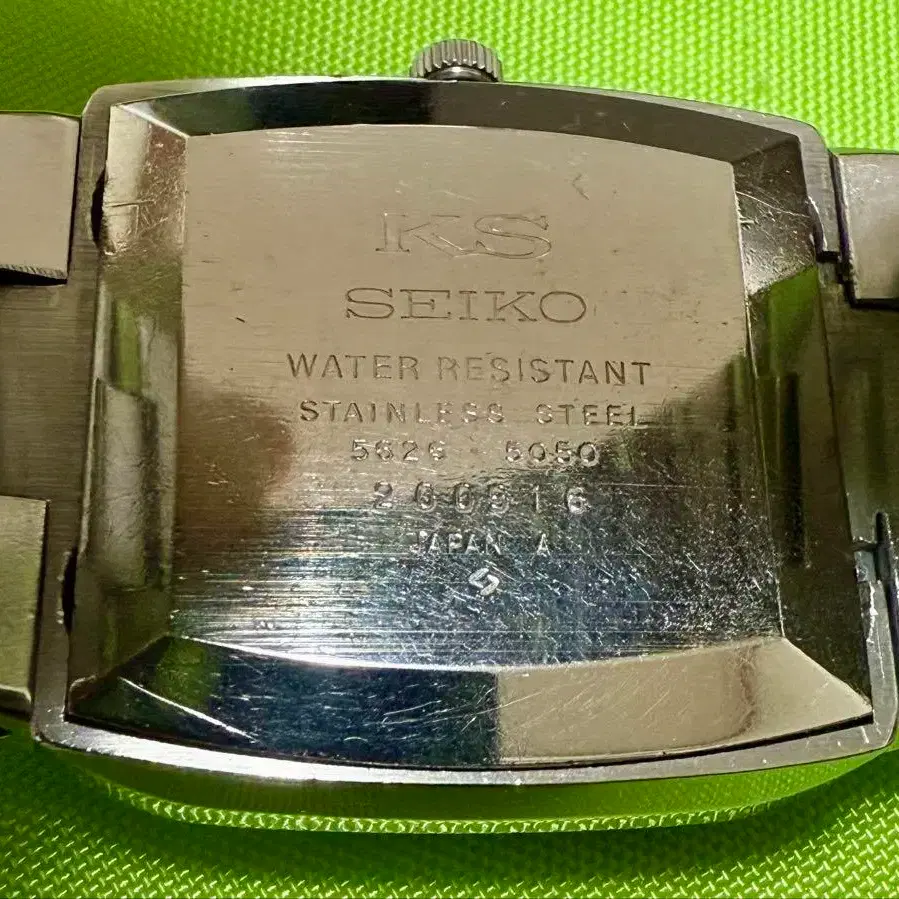 KS
SEIKO
WATER RESISTANT
STAINLESS STEEL
5626 5050
200516
JAPAN A